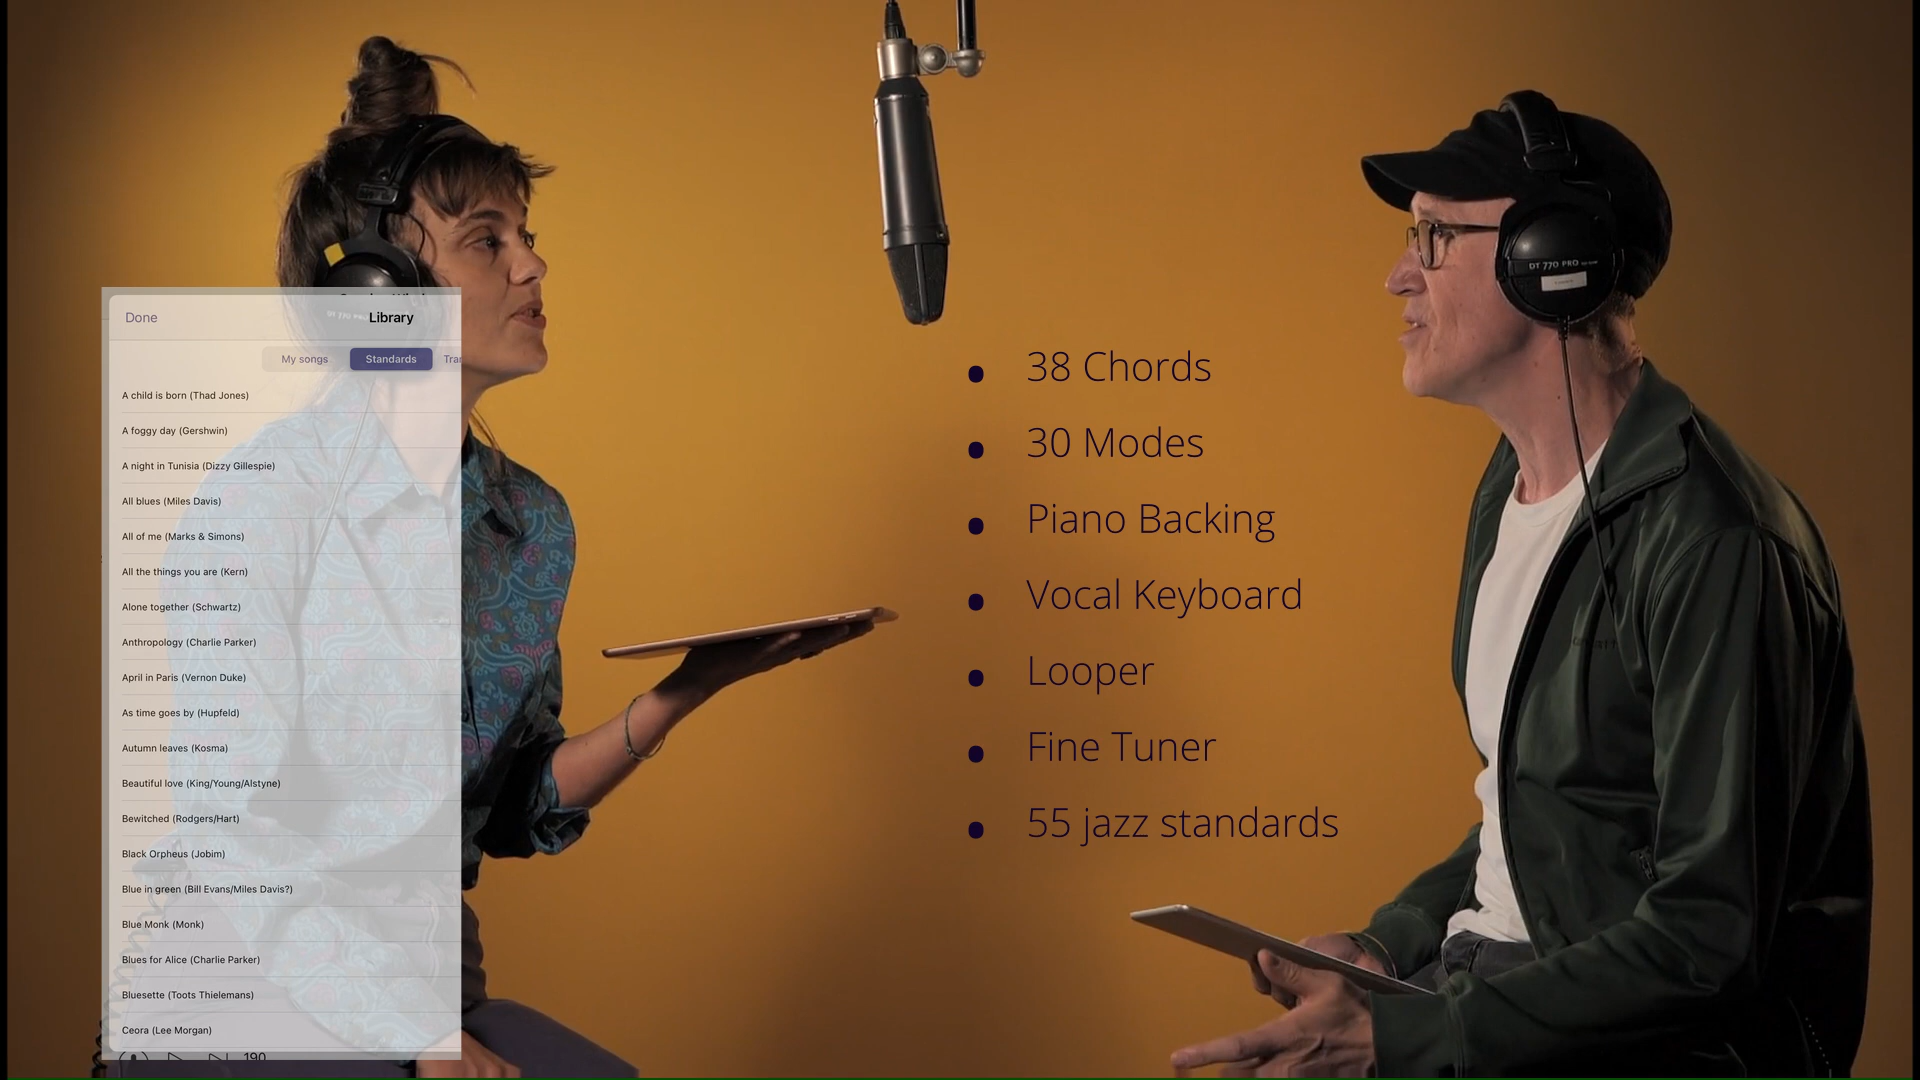 Done
Library
My songs
Standards
A child is born (Thad Jones)
A foggy day (Gershwin)
A night in Tunisia (Dizzy Gillespie)
All blues (Miles Davis)
All of me (Marks & Simons)
All the things you are (Kern)
Alone together (Schwartz)
Anthropology (Charlie Parker)
April in Paris (Vernon Duke)
As time goes by (Hupfeld)
Autumn leaves (Kosma)
Beautiful love (King/Young/Alstyne)
Bewitched (Rodgers/Hart)
Black Orpheus (Jobim)
Blue in green (Bill Evans/Miles Davis?)
Blue Monk (Monk)
Blues for Alice (Charlie Parker)
Bluesette (Toots Thielemans)
Ceora (Lee Morgan)
190
• 38 Chords
• 30 Modes
• Piano Backing
• Vocal Keyboard
• Looper
• Fine Tuner
• 55 jazz standards
DT 770 PRO